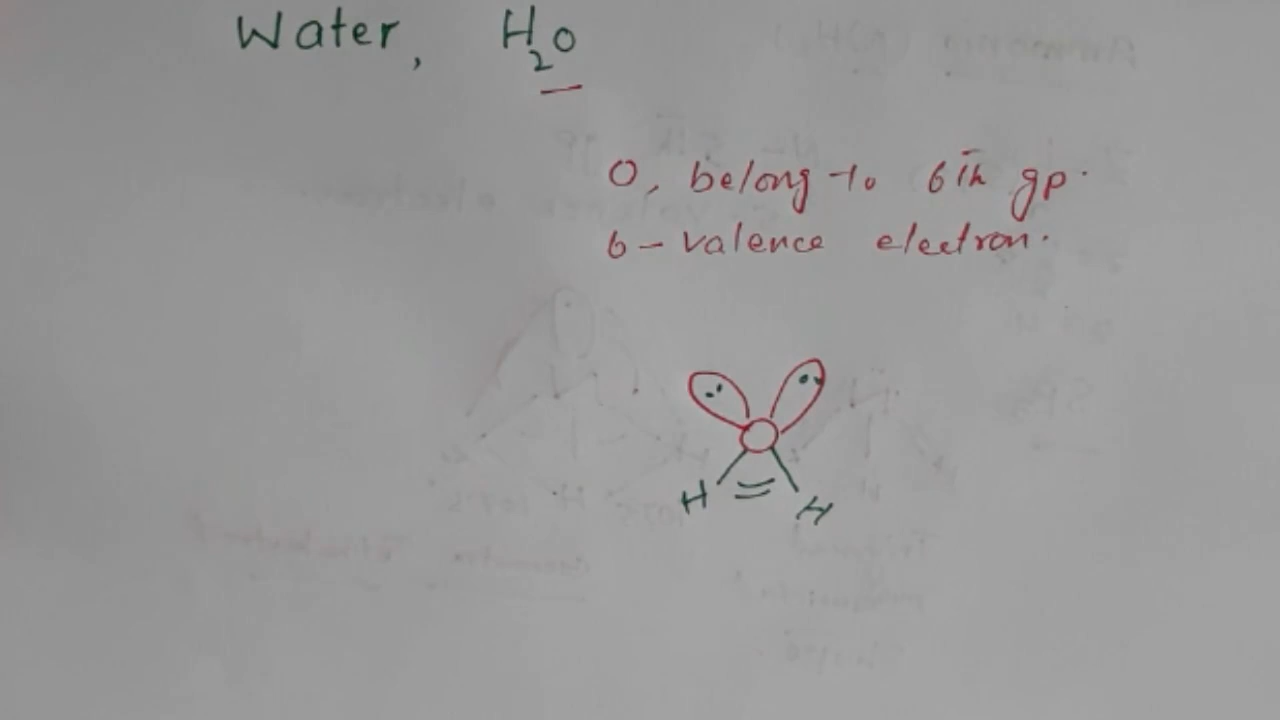 Water, H2O
O, belong to 6th gp.
6 - valence electron.
H H